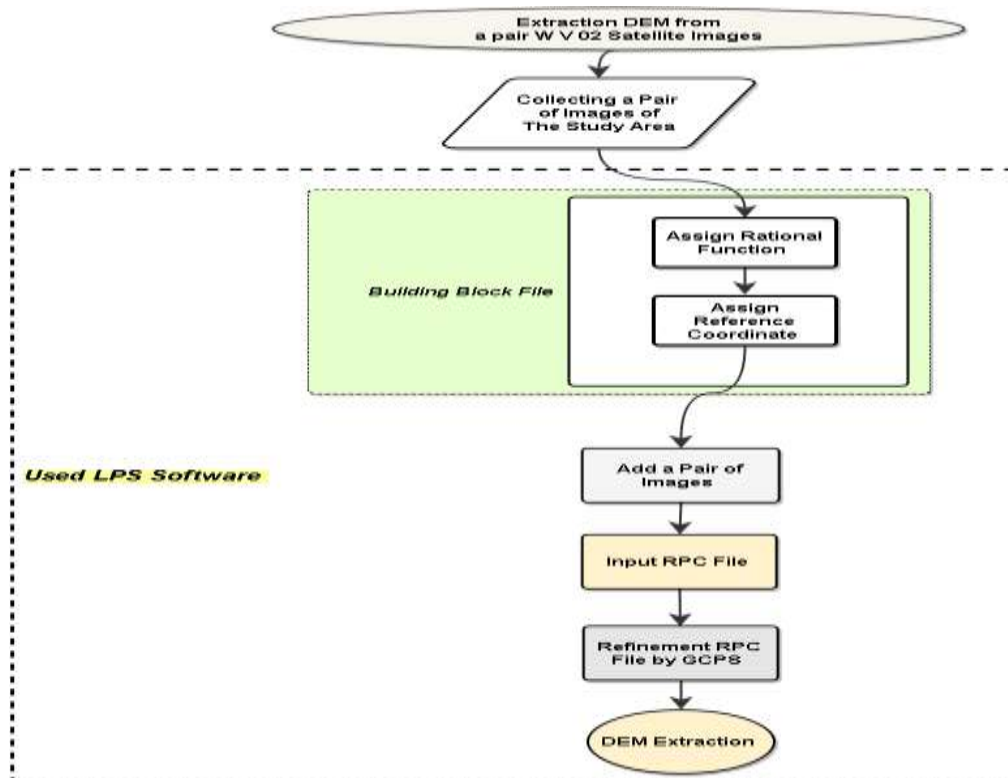 Extraction DEM from
a pair W V 02 Satellite Images
Collecting a Pair
of Images of
The Study Area
Assign Rational
Function
Building Block File
Assign
Reference
Coordinate
Used LPS Software
Add a Pair of
Images
Input RPC File
Refinement RPC
File by GCPS
DEM Extraction